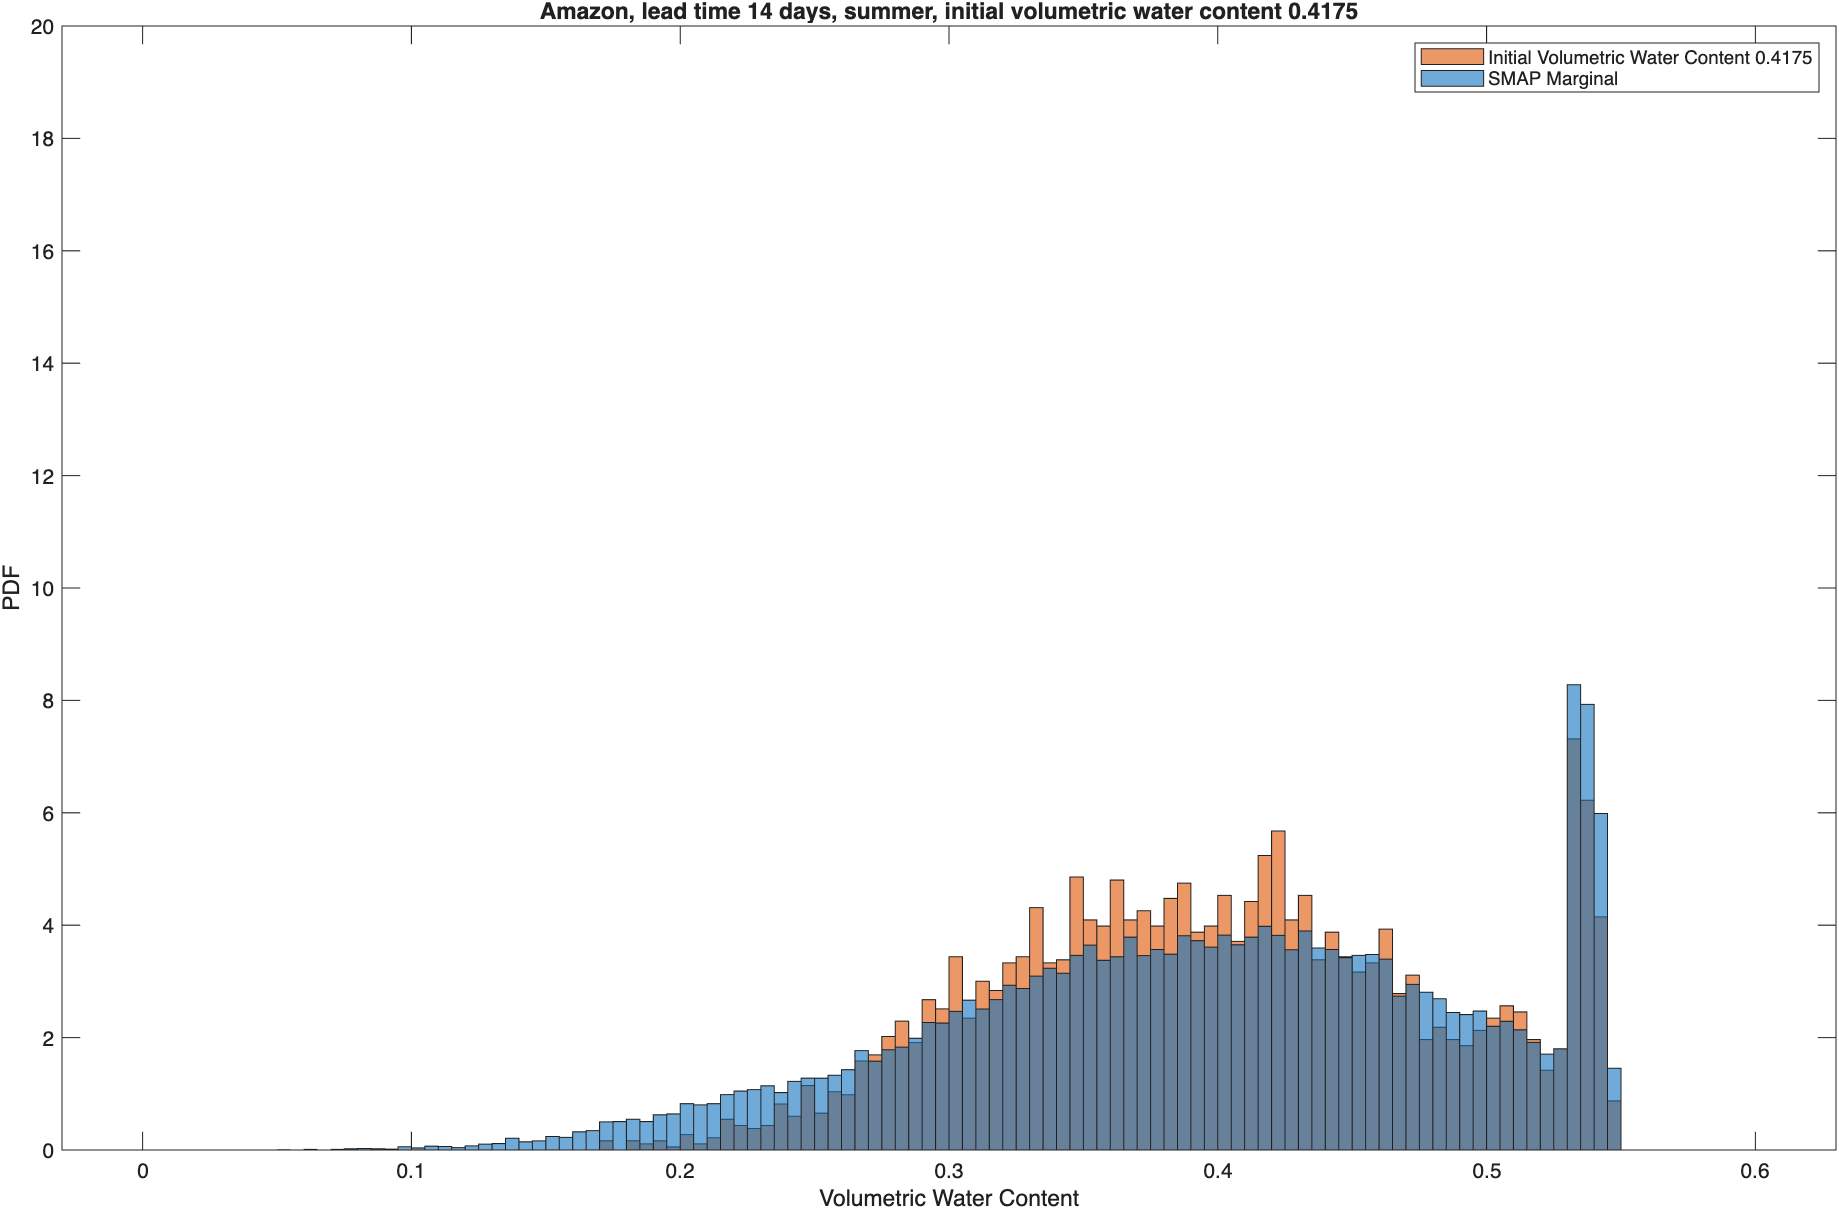 Amazon, lead time 14 days, summer, initial volumetric water content 0.4175
Initial Volumetric Water Content 0.4175
SMAP Marginal
20
18
16
14
12
10
8
6
4
2
0
PDF
0 0.1 0.2 0.3 0.4 0.5 0.6
Volumetric Water Content